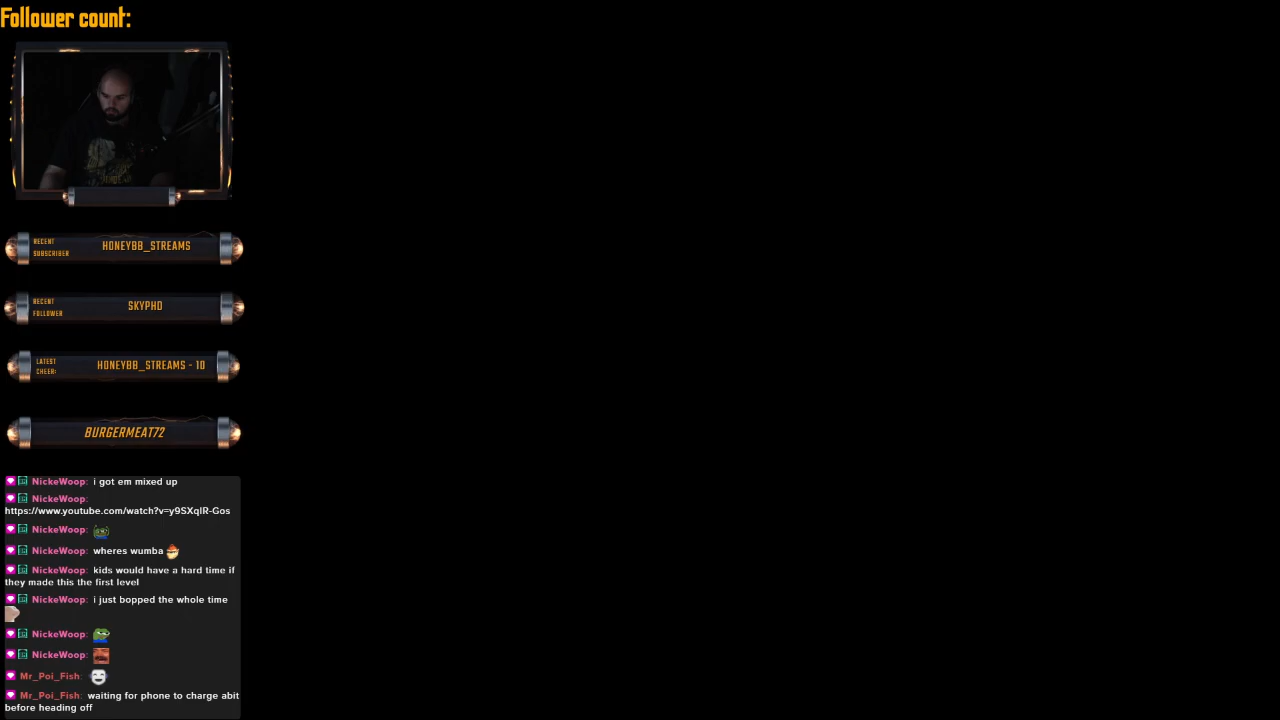 Follower count:
RECENT SUBSCRIBER HONEYBB_STREAMS
RECENT FOLLOWER SKYPHD
LATEST CHEER: HONEYBB_STREAMS - 10
BURGERMEAT72
NickeWoop: i got em mixed up
NickeWoop:
https://www.youtube.com/watch?v=y9SXqlR-Gos
NickeWoop:
NickeWoop: wheres wumba
NickeWoop: kids would have a hard time if
they made this the first level
NickeWoop: i just bopped the whole time
NickeWoop:
NickeWoop:
Mr_Poi_Fish:
Mr_Poi_Fish: waiting for phone to charge abit
before heading off